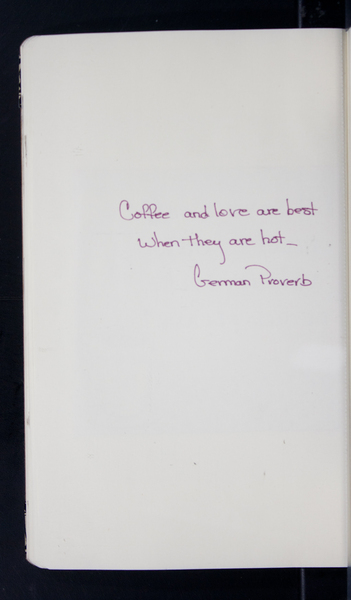 Coffee and love are best
when they are hot_
German Proverb